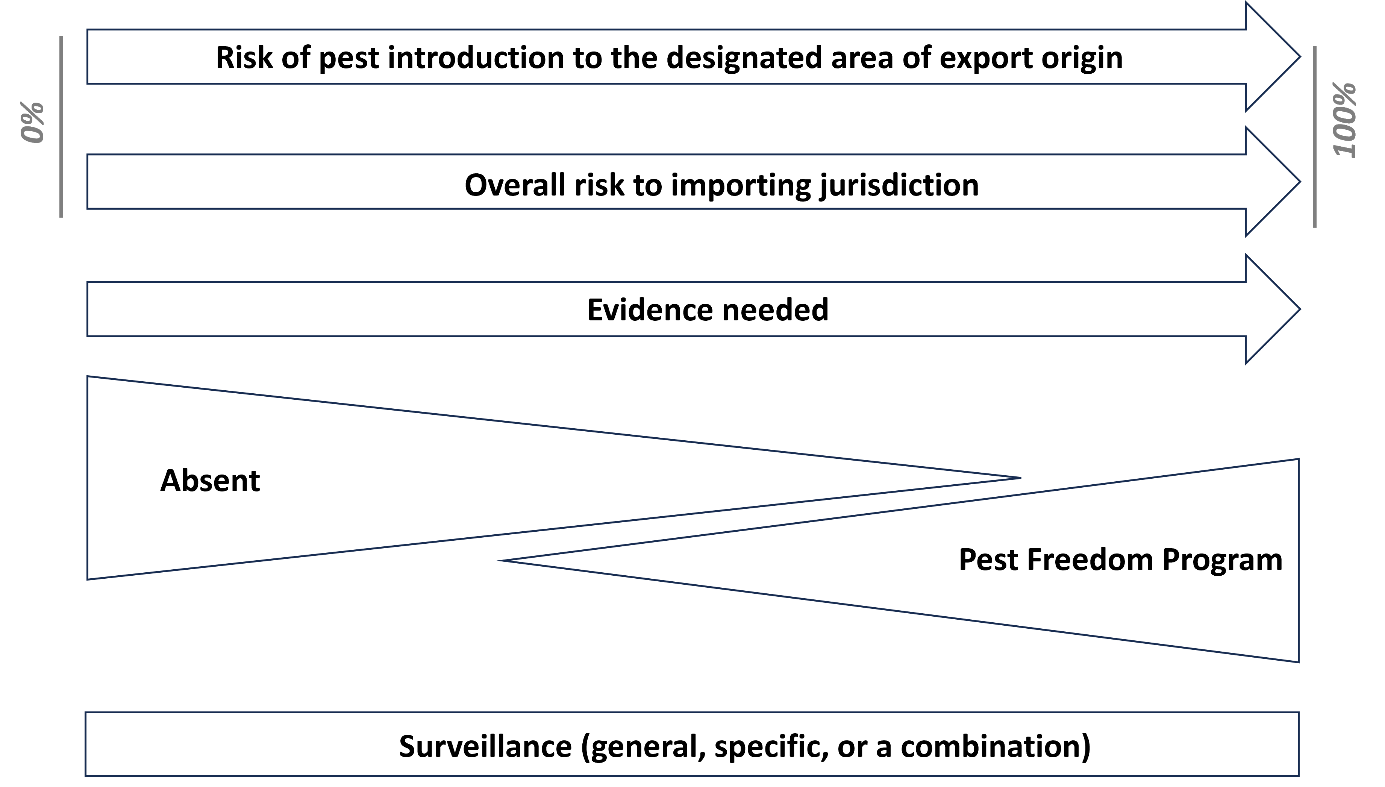 Risk of pest introduction to the designated area of export origin
0%
100%
Overall risk to importing jurisdiction
Evidence needed
Absent
Pest Freedom Program
Surveillance (general, specific, or a combination)